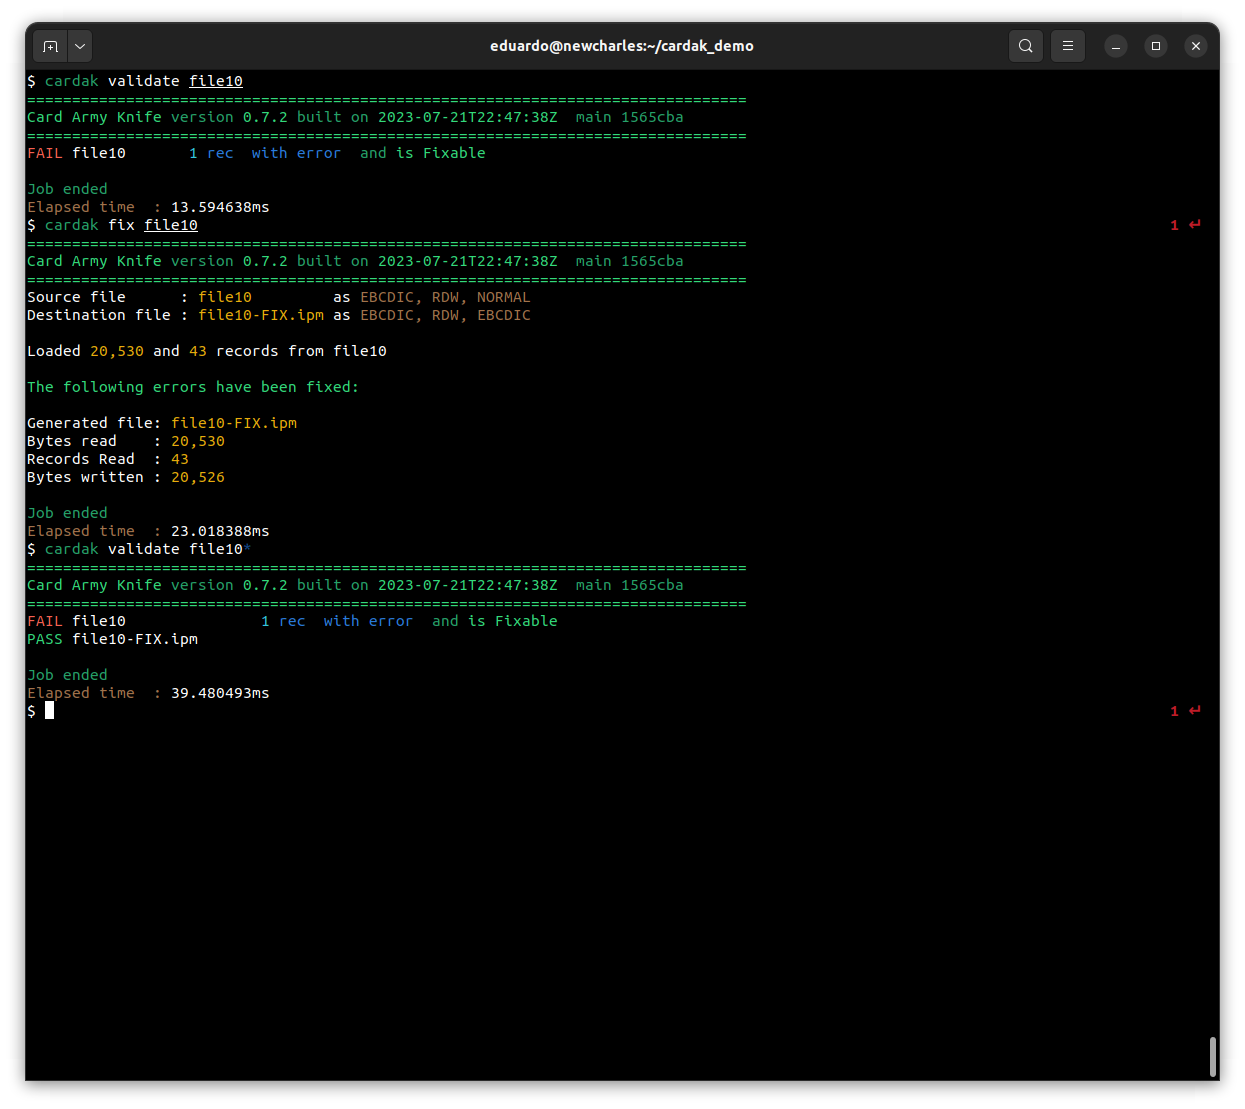 eduardo@newcharles:~/cardak_demo
$ cardak validate file10
================================================================================
Card Army Knife version 0.7.2 built on 2023-07-21T22:47:38Z  main 1565cba
================================================================================
FAIL file10       1 rec  with error  and is Fixable
Job ended
Elapsed time  : 13.594638ms
$ cardak fix file10 1 ↵
================================================================================
Card Army Knife version 0.7.2 built on 2023-07-21T22:47:38Z  main 1565cba
================================================================================
Source file      : file10         as EBCDIC, RDW, NORMAL
Destination file : file10-FIX.ipm as EBCDIC, RDW, EBCDIC
Loaded 20,530 and 43 records from file10
The following errors have been fixed:
Generated file: file10-FIX.ipm
Bytes read    : 20,530
Records Read  : 43
Bytes written : 20,526
Job ended
Elapsed time  : 23.018388ms
$ cardak validate file10*
================================================================================
Card Army Knife version 0.7.2 built on 2023-07-21T22:47:38Z  main 1565cba
================================================================================
FAIL file10               1 rec  with error  and is Fixable
PASS file10-FIX.ipm
Job ended
Elapsed time  : 39.480493ms
$ 1 ↵